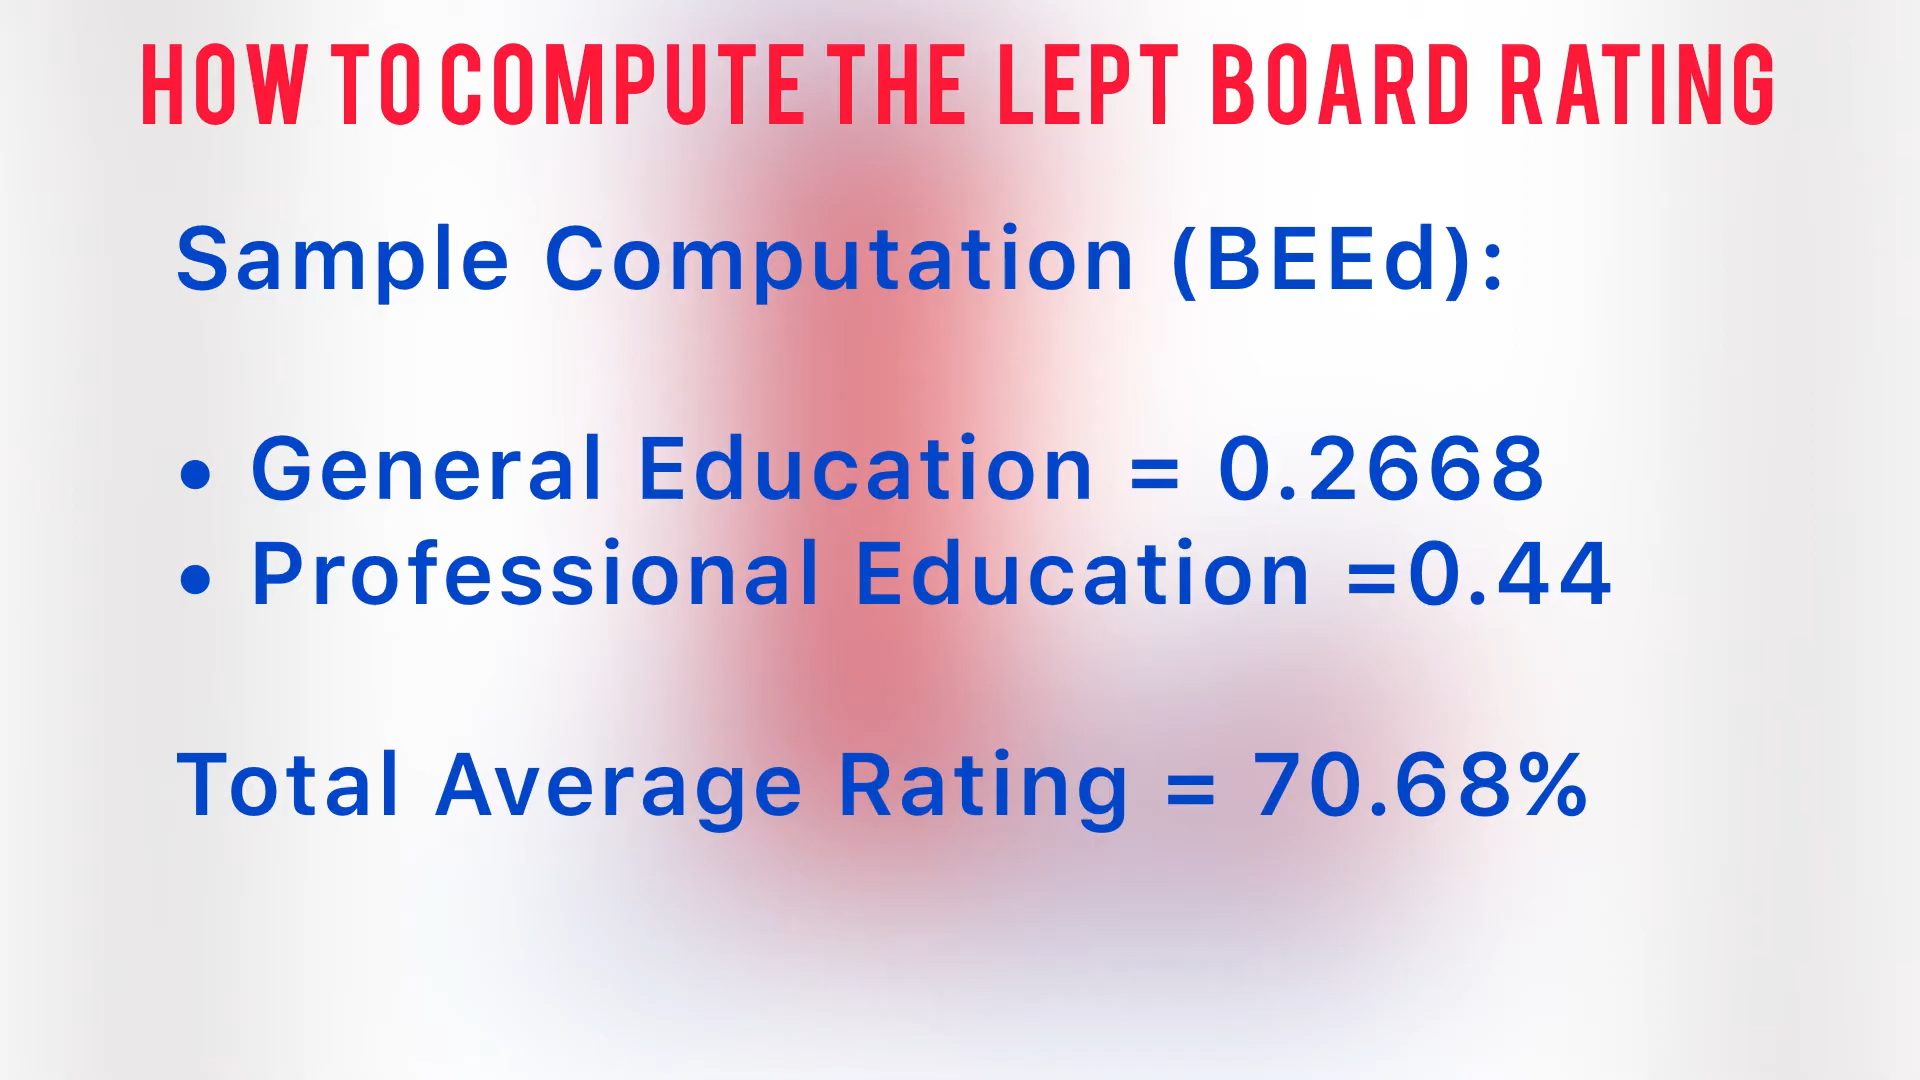 HOW TO COMPUTE THE LEPT BOARD RATING
Sample Computation (BEEd):
• General Education = 0.2668
• Professional Education =0.44
Total Average Rating = 70.68%